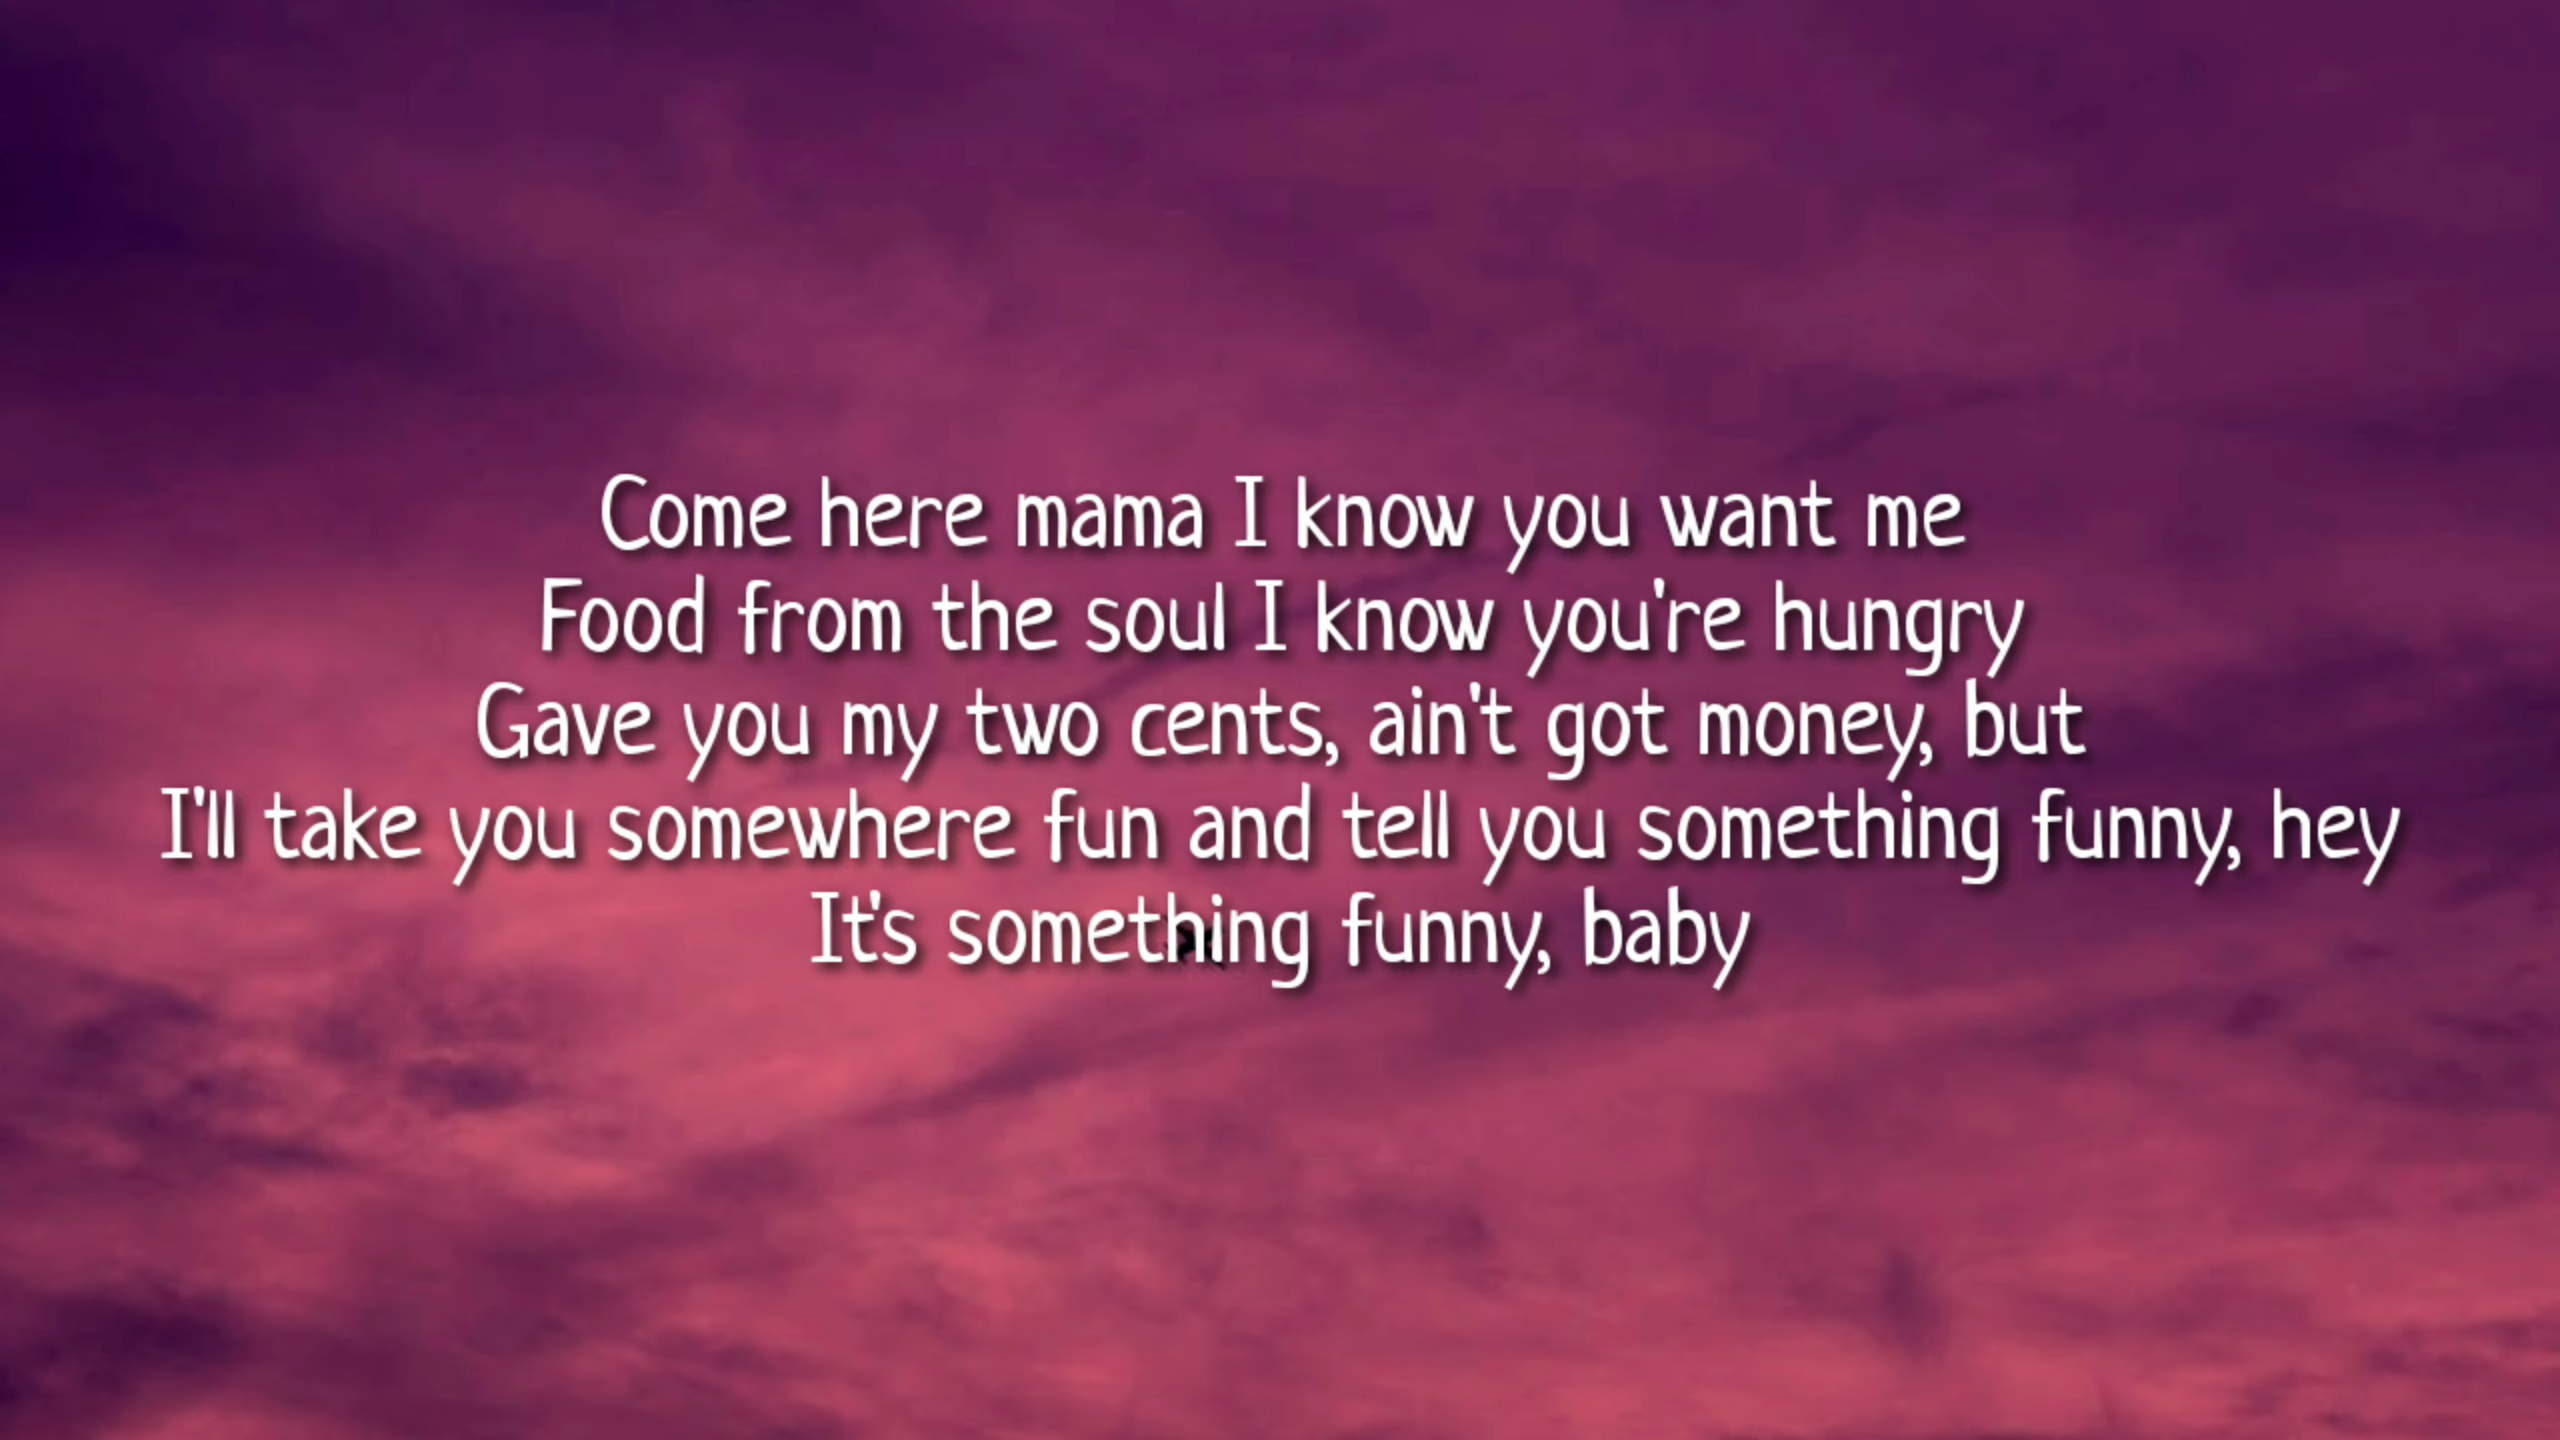 Come here mama I know you want me
Food from the soul I know you're hungry
Gave you my two cents, ain't got money, but
I'll take you somewhere fun and tell you something funny, hey
It's something funny, baby